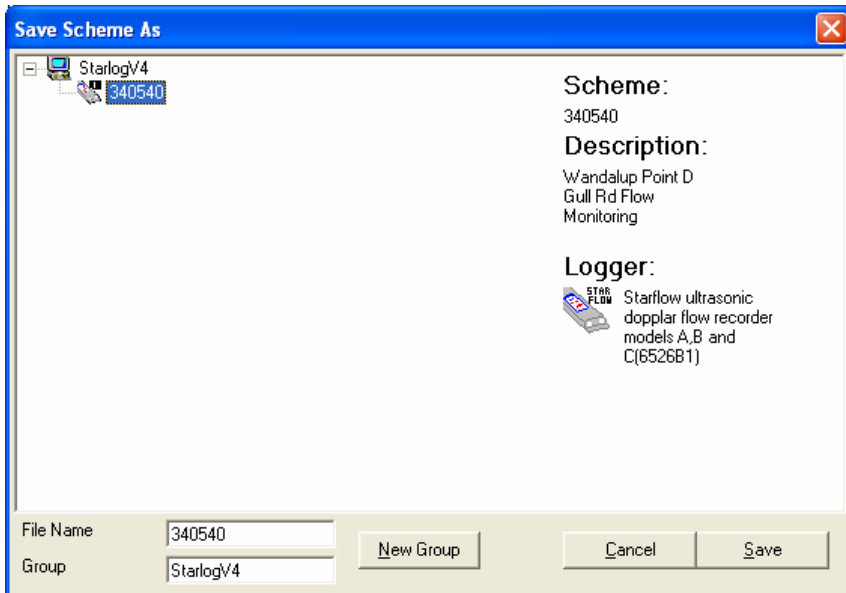 Save Scheme As
StarlogV4
340540
Scheme:
340540
Description:
Wandalup Point D
Gull Rd Flow
Monitoring
Logger:
STAR
FLOW
Starflow ultrasonic
dopplar flow recorder
models A,B and
C(6526B1)
File Name
340540
Group
StarlogV4
New Group
Cancel
Save